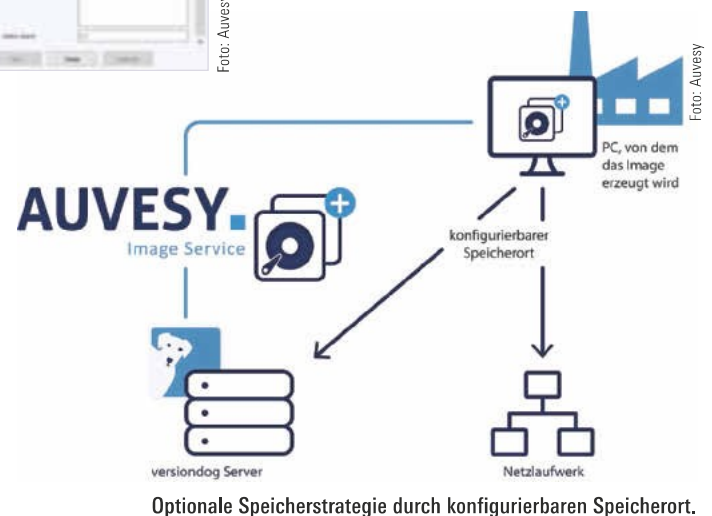 Foto: Auvesy
Foto: Auvesy
PC, von dem
das Image
erzeugt wird
AUVESY
Image Service
konfigurierbarer
Speicherort
versiondog Server
Netzlaufwerk
Optionale Speicherstrategie durch konfigurierbaren Speicherort.